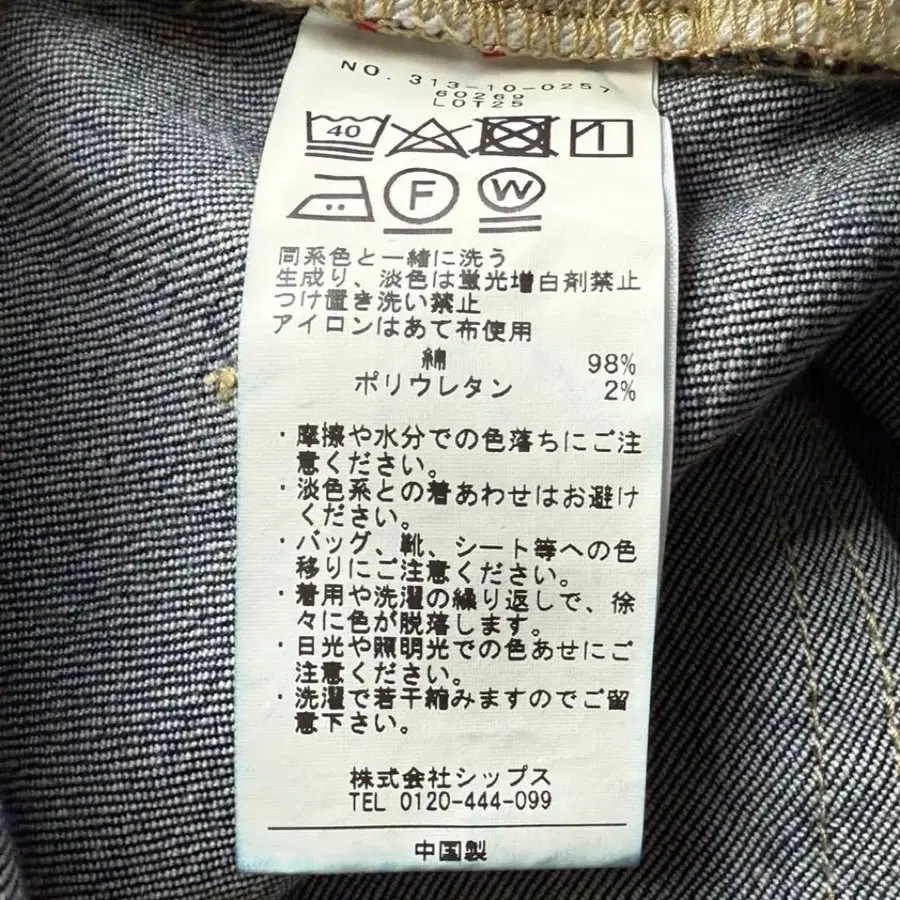 NO. 313-10-0257
60269
LOT25
40
F W
同系色と一緒に洗う
生成り、淡色は蛍光増白剤禁止
つけ置き洗い禁止
アイロンはあて布使用
綿 98%
ポリウレタン 2%
・摩擦や水分での色落ちにご注
意ください。
・淡色系との着あわせはお避け
ください。
・バッグ、靴、シート等への色
移りにご注意ください。
・着用や洗濯の繰り返しで、徐
々に色が脱落します。
・日光や照明光での色あせにご
注意ください。
・洗濯で若干縮みますのでご留
意下さい。
株式会社シップス
TEL 0120-444-099
中国製